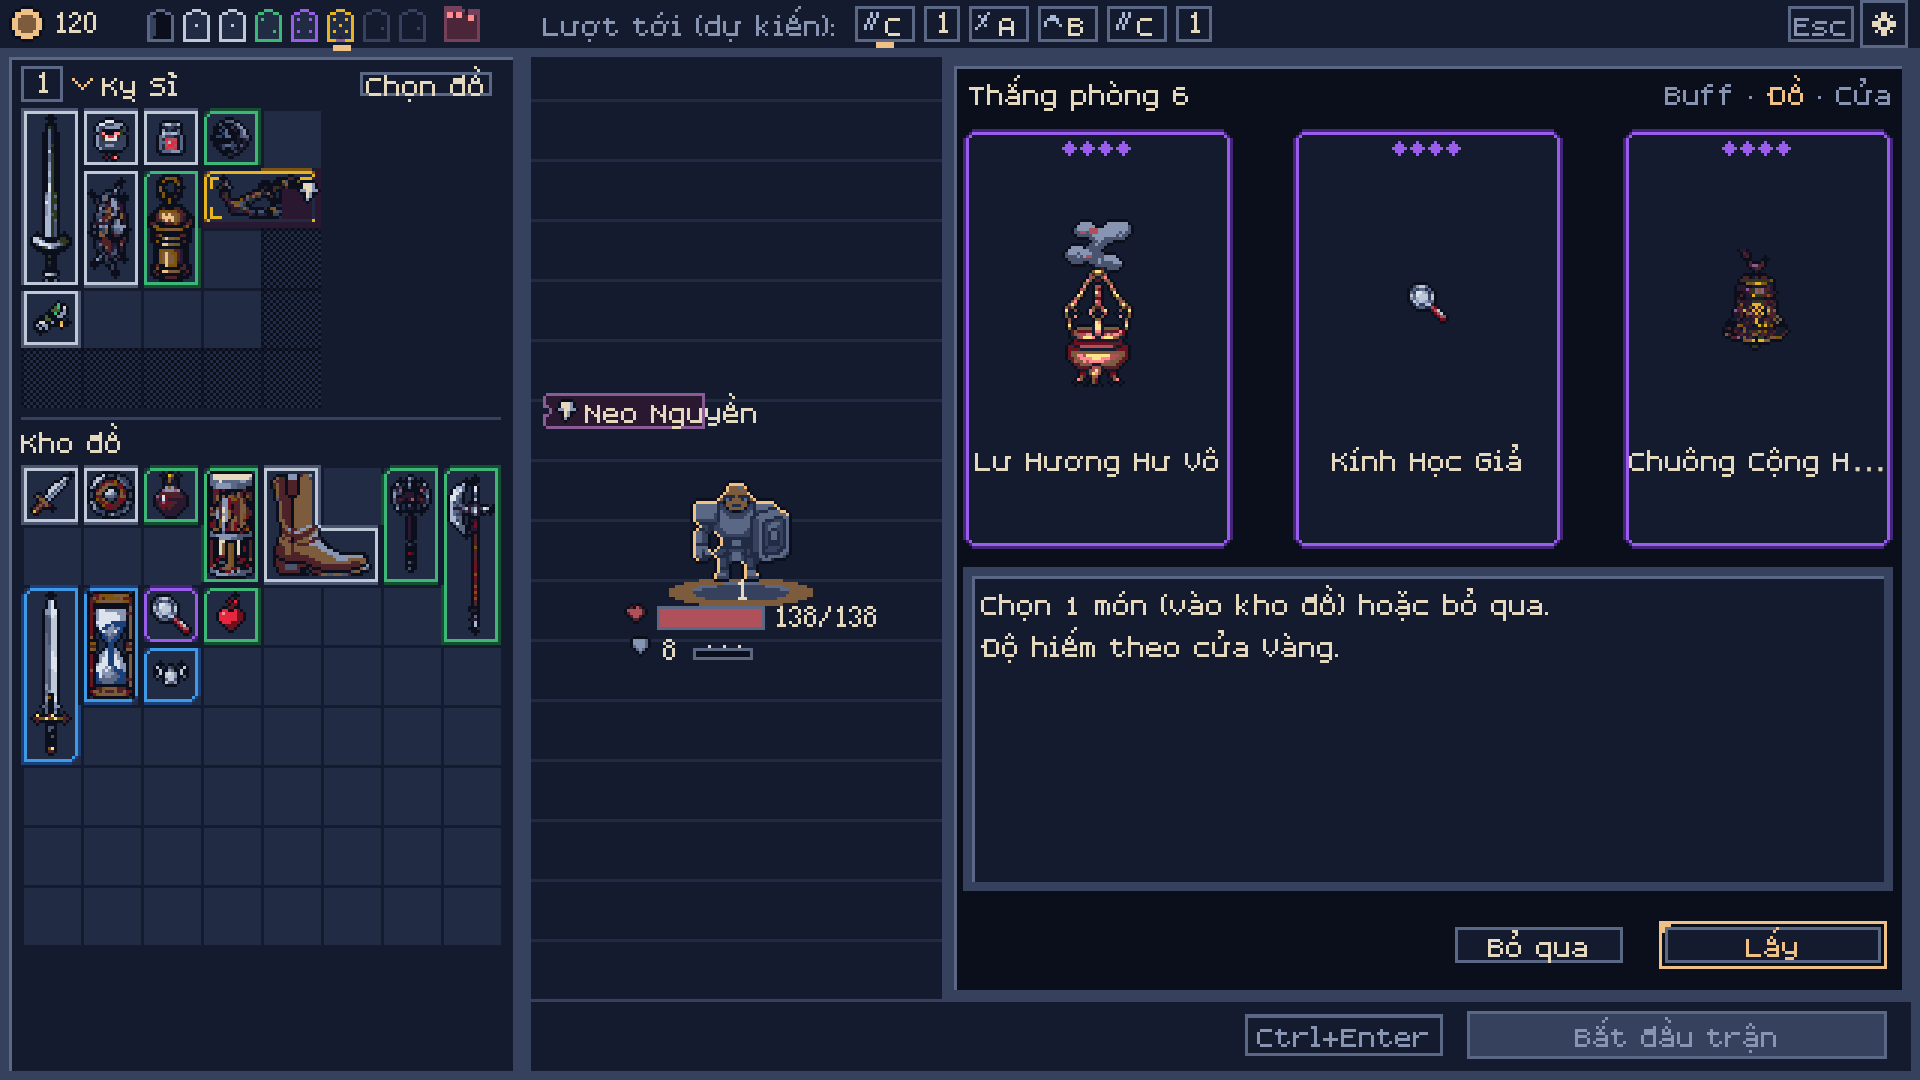 120
Lượt tới (dự kiến): C 1 A B C 1
Esc
1 Kỵ Sĩ
Chọn đồ
Kho đồ
Neo Nguyễn
1
138/138
8
Thắng phòng 6
Buff · Đồ · Cửa
Lư Hương Hư Vô
Kính Học Giả
Chuông Cộng H...
Chọn 1 món (vào kho đồ) hoặc bỏ qua.
Độ hiếm theo cửa Vàng.
Bỏ qua
Lấy
Ctrl+Enter
Bắt đầu trận